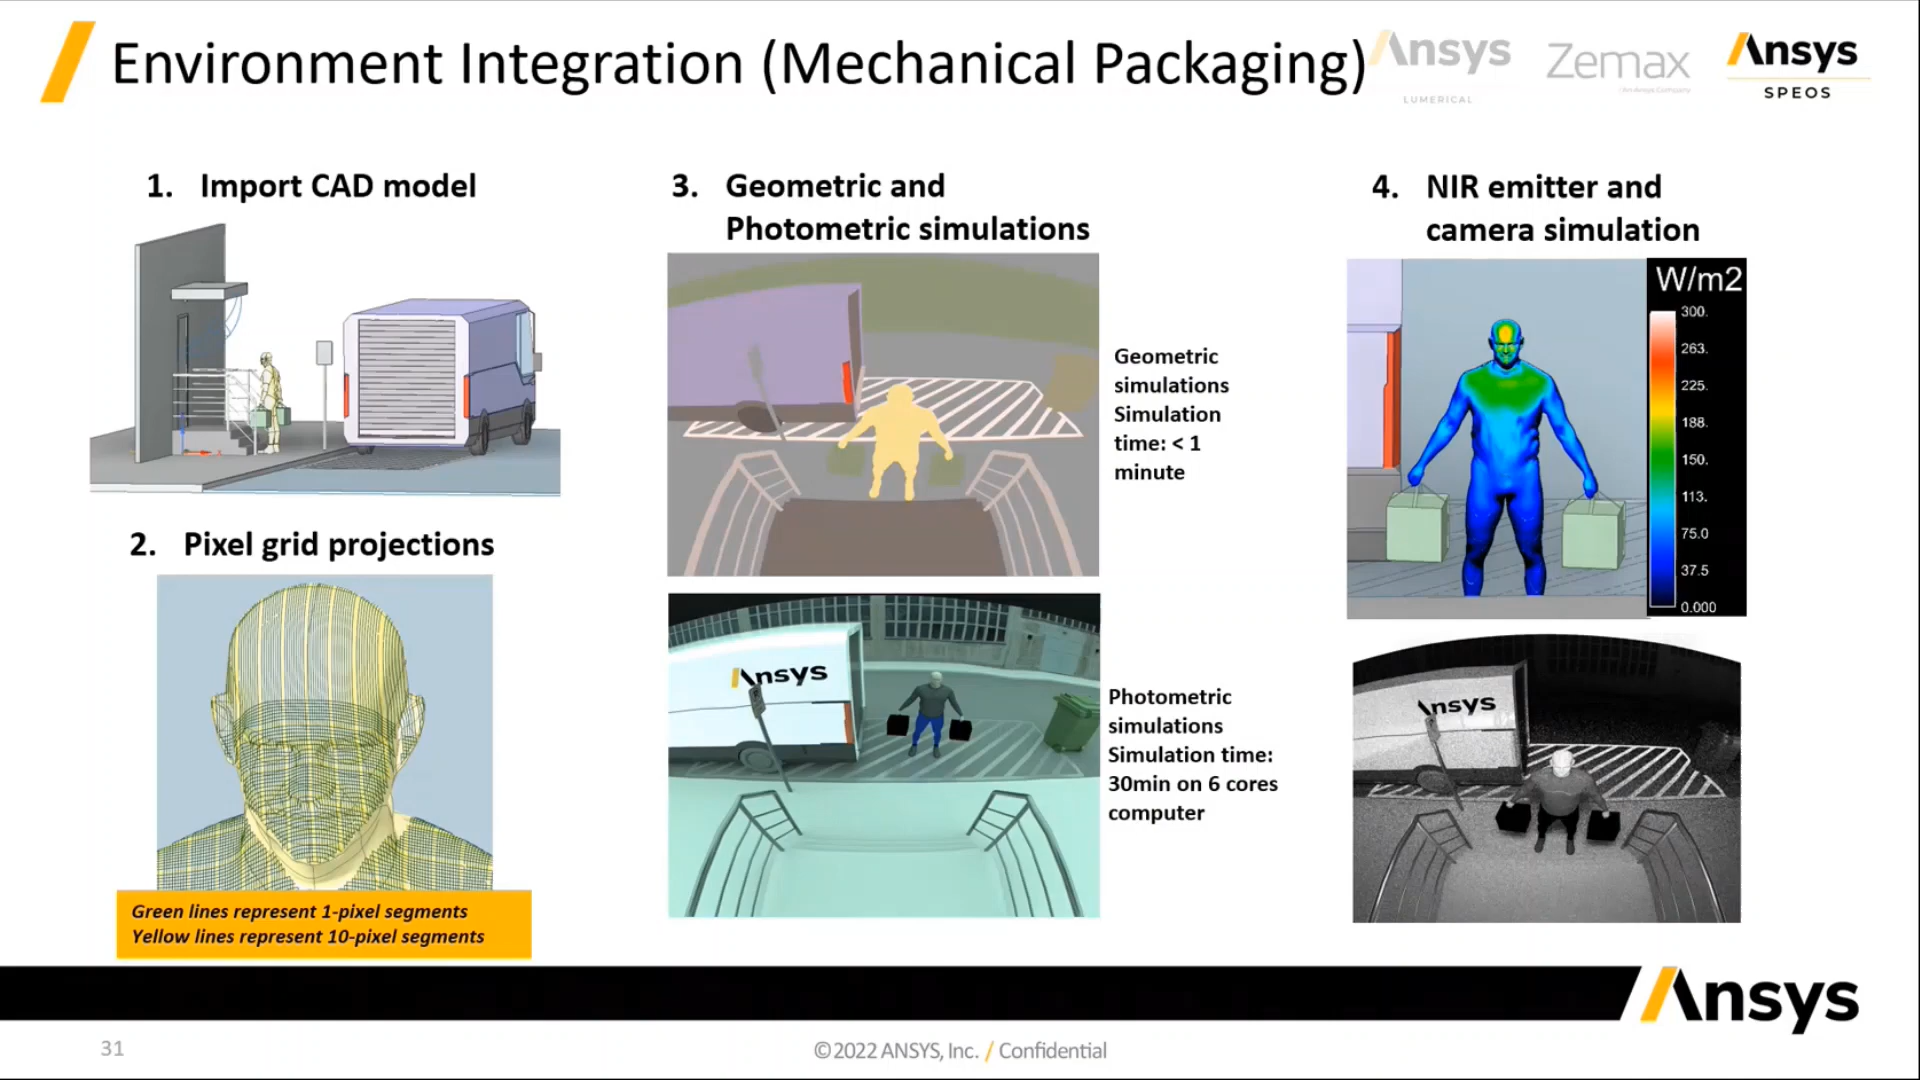 Environment Integration (Mechanical Packaging)
Ansys
LUMERICAL
Zemax
An Ansys Company
Ansys
SPEOS
1. Import CAD model
2. Pixel grid projections
Green lines represent 1-pixel segments
Yellow lines represent 10-pixel segments
3. Geometric and
Photometric simulations
Geometric
simulations
Simulation
time: < 1
minute
Ansys
Photometric
simulations
Simulation time:
30min on 6 cores
computer
4. NIR emitter and
camera simulation
W/m2
300.
263.
225.
188.
150.
113.
75.0
37.5
0.000
Ansys
Ansys
31
©2022 ANSYS, Inc. / Confidential